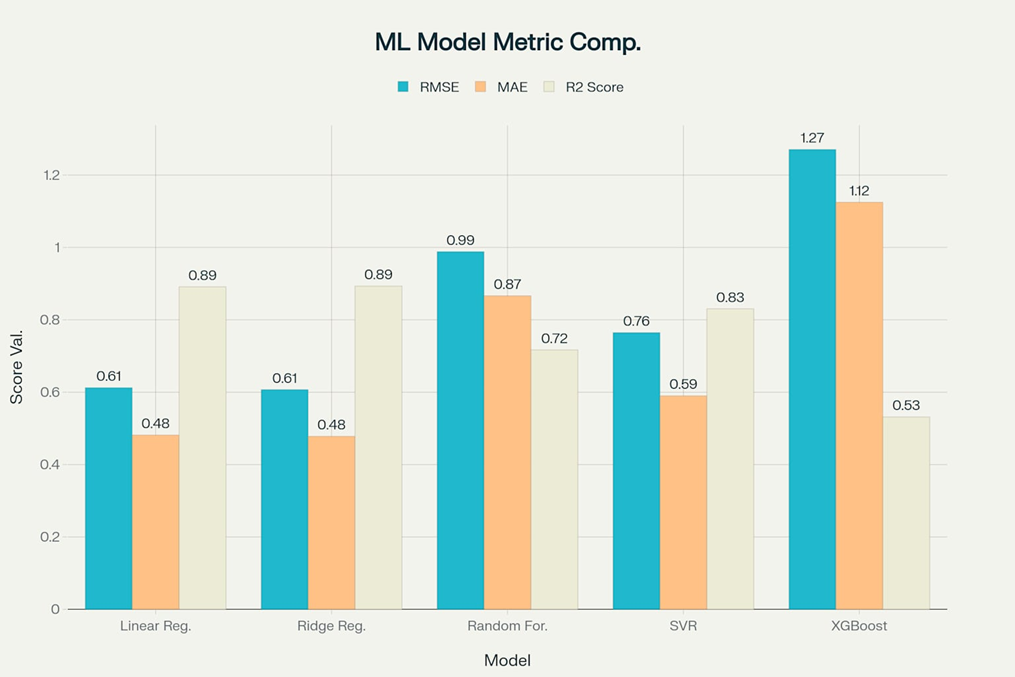 ML Model Metric Comp.
RMSE MAE R2 Score
Score Val.
1.2
1
0.8
0.6
0.4
0.2
0
0.61 0.48 0.89
0.61 0.48 0.89
0.99 0.87 0.72
0.76 0.59 0.83
1.27 1.12 0.53
Linear Reg. Ridge Reg. Random For. SVR XGBoost
Model